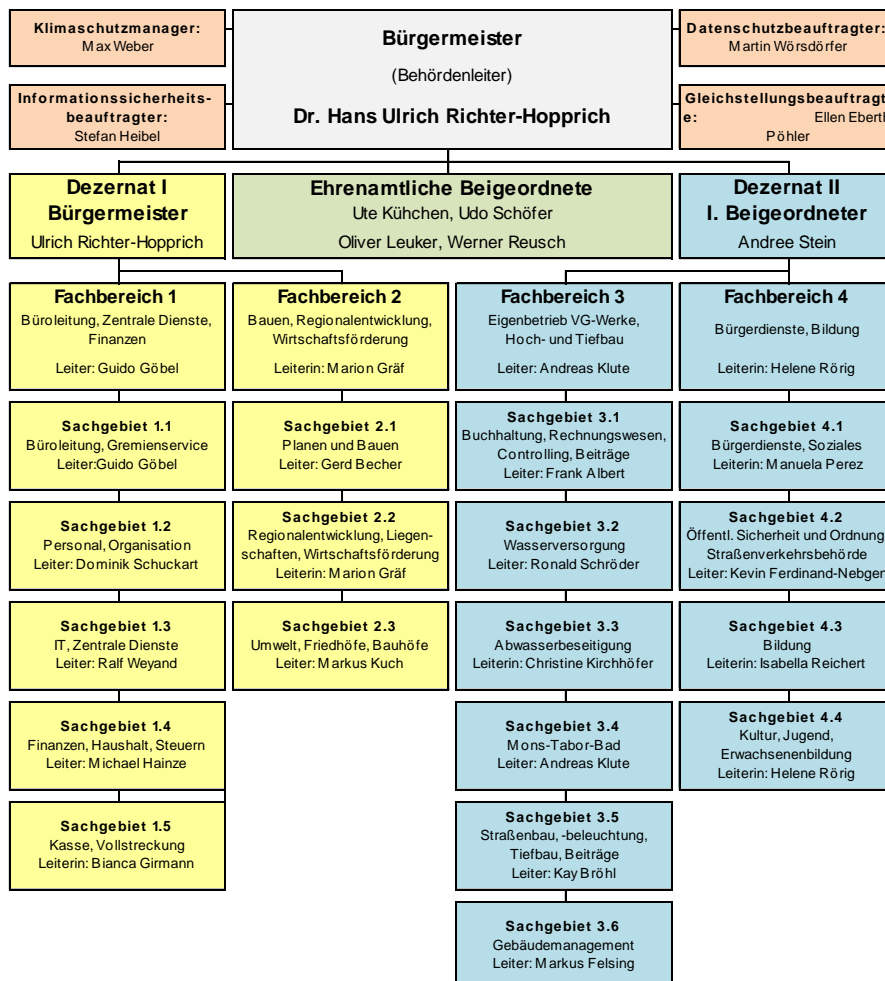 Klimaschutzmanager:
Max Weber
Informationssicherheits-
beauftragter:
Stefan Heibel
Bürgermeister
(Behördenleiter)
Dr. Hans Ulrich Richter-Hopprich
Datenschutzbeauftragter:
Martin Wörsdörfer
Gleichstellungsbeauftragt
e: Ellen Eberth
Pöhler
Dezernat I
Bürgermeister
Ulrich Richter-Hopprich
Ehrenamtliche Beigeordnete
Ute Kühchen, Udo Schöfer
Oliver Leuker, Werner Reusch
Dezernat II
I. Beigeordneter
Andree Stein
Fachbereich 1
Büroleitung, Zentrale Dienste,
Finanzen
Leiter: Guido Göbel
Fachbereich 2
Bauen, Regionalentwicklung,
Wirtschaftsförderung
Leiterin: Marion Gräf
Fachbereich 3
Eigenbetrieb VG-Werke,
Hoch- und Tiefbau
Leiter: Andreas Klute
Fachbereich 4
Bürgerdienste, Bildung
Leiterin: Helene Rörig
Sachgebiet 1.1
Büroleitung, Gremienservice
Leiter:Guido Göbel
Sachgebiet 2.1
Planen und Bauen
Leiter: Gerd Becher
Sachgebiet 3.1
Buchhaltung, Rechnungswesen,
Controlling, Beiträge
Leiter: Frank Albert
Sachgebiet 4.1
Bürgerdienste, Soziales
Leiterin: Manuela Perez
Sachgebiet 1.2
Personal, Organisation
Leiter: Dominik Schuckart
Sachgebiet 2.2
Regionalentwicklung, Liegen-
schaften, Wirtschaftsförderung
Leiterin: Marion Gräf
Sachgebiet 3.2
Wasserversorgung
Leiter: Ronald Schröder
Sachgebiet 4.2
Öffentl. Sicherheit und Ordnung,
Straßenverkehrsbehörde
Leiter: Kevin Ferdinand-Nebgen
Sachgebiet 1.3
IT, Zentrale Dienste
Leiter: Ralf Weyand
Sachgebiet 2.3
Umwelt, Friedhöfe, Bauhöfe
Leiter: Markus Kuch
Sachgebiet 3.3
Abwasserbeseitigung
Leiterin: Christine Kirchhöfer
Sachgebiet 4.3
Bildung
Leiterin: Isabella Reichert
Sachgebiet 1.4
Finanzen, Haushalt, Steuern
Leiter: Michael Hainze
Sachgebiet 3.4
Mons-Tabor-Bad
Leiter: Andreas Klute
Sachgebiet 4.4
Kultur, Jugend,
Erwachsenenbildung
Leiterin: Helene Rörig
Sachgebiet 1.5
Kasse, Vollstreckung
Leiterin: Bianca Girmann
Sachgebiet 3.5
Straßenbau, -beleuchtung,
Tiefbau, Beiträge
Leiter: Kay Bröhl
Sachgebiet 3.6
Gebäudemanagement
Leiter: Markus Felsing